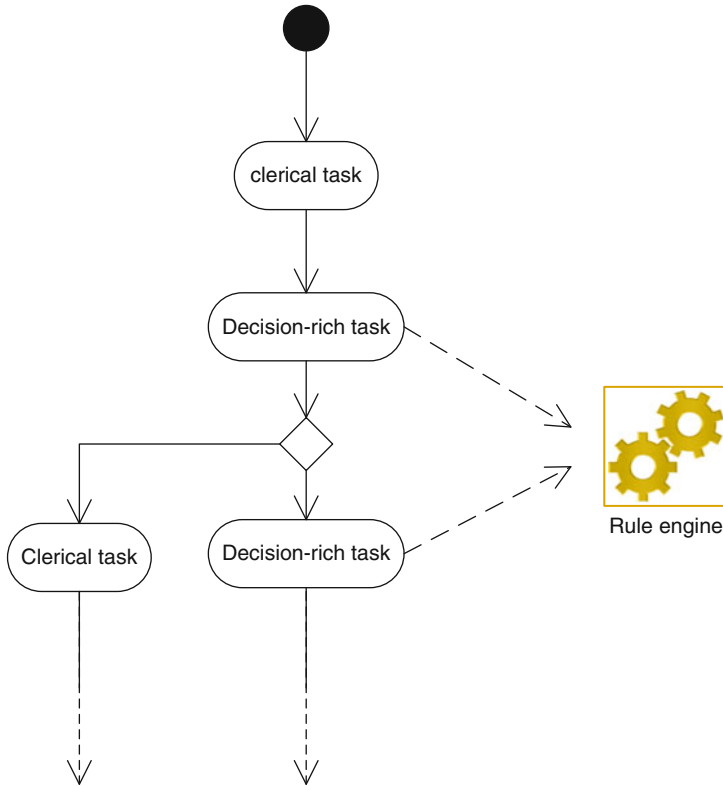 clerical task
Decision-rich task
Clerical task
Decision-rich task
Rule engine